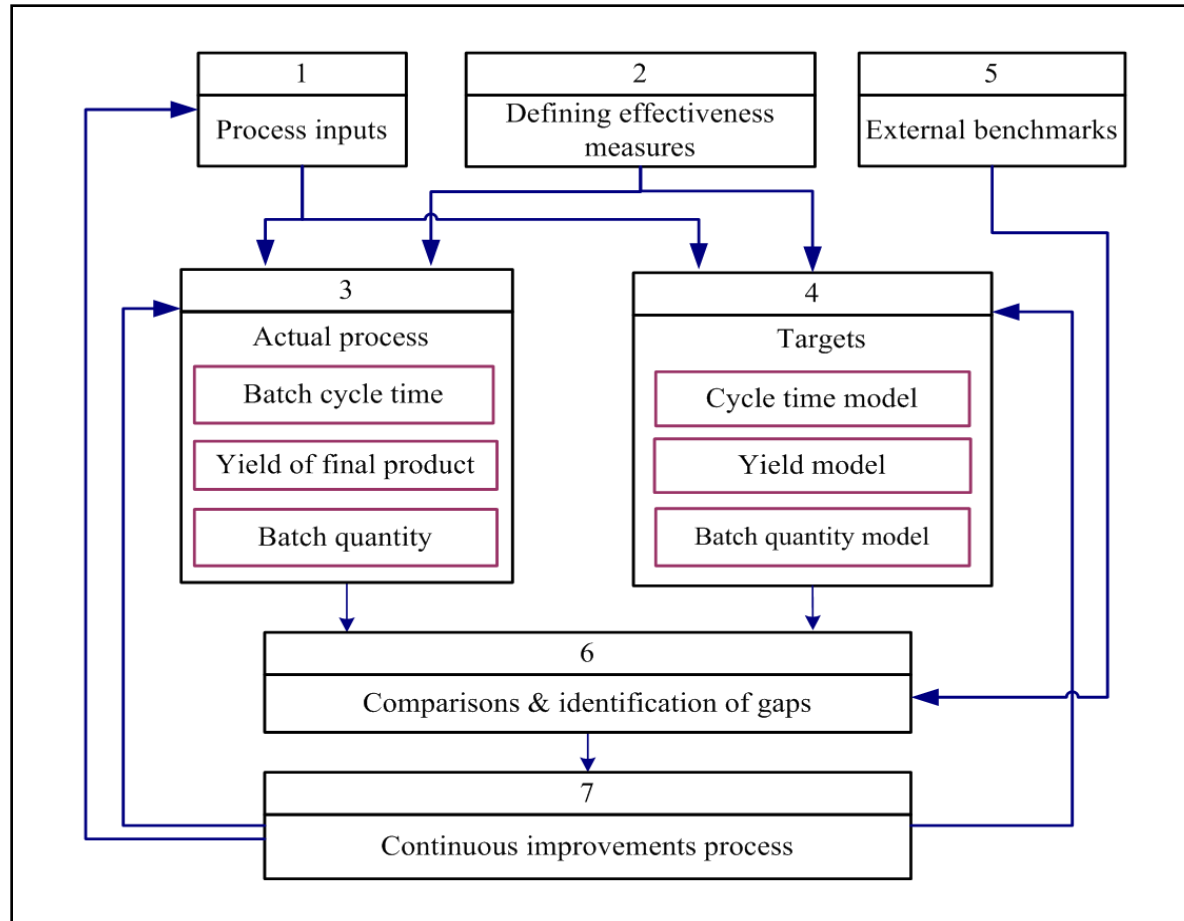 1
Process inputs
2
Defining effectiveness
measures
5
External benchmarks
3
Actual process
Batch cycle time
Yield of final product
Batch quantity
4
Targets
Cycle time model
Yield model
Batch quantity model
6
Comparisons & identification of gaps
7
Continuous improvements process